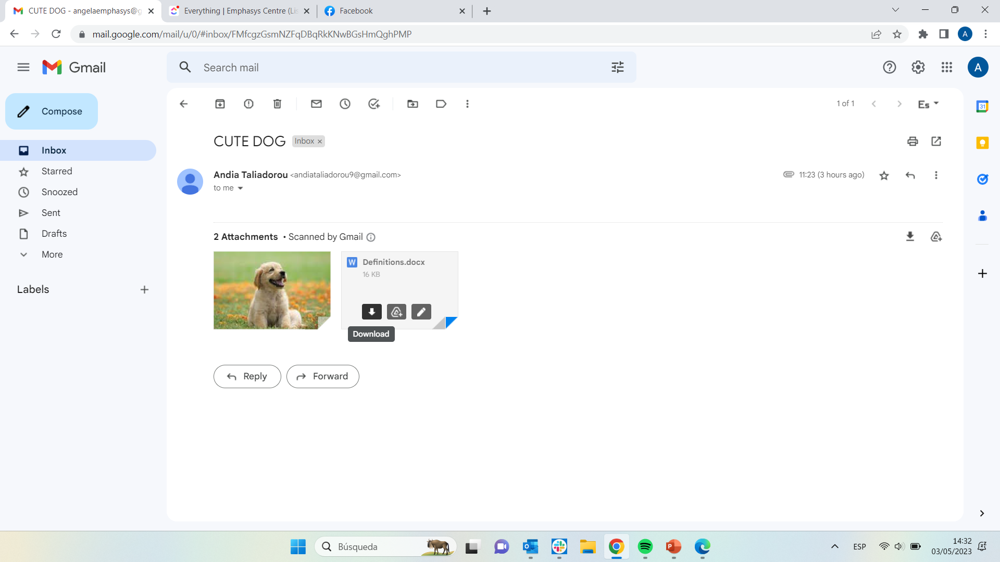 CUTE DOG - angelaemphasys@g
Everything | Emphasys Centre (Lis
Facebook
mail.google.com/mail/u/0/#inbox/FMfcgzGsmNZFqDBqRkKNwBGsHmQghPMP
A
Gmail
Search mail
A
Compose
1 of 1
Es
CUTE DOG Inbox ×
Inbox
Starred
Snoozed
Sent
Drafts
More
Labels
Andia Taliadorou <andiataliadorou9@gmail.com>
11:23 (3 hours ago)
to me
2 Attachments • Scanned by Gmail
W Definitions.docx
16 KB
Download
Reply
Forward
31
Búsqueda
ESP
14:32
03/05/2023